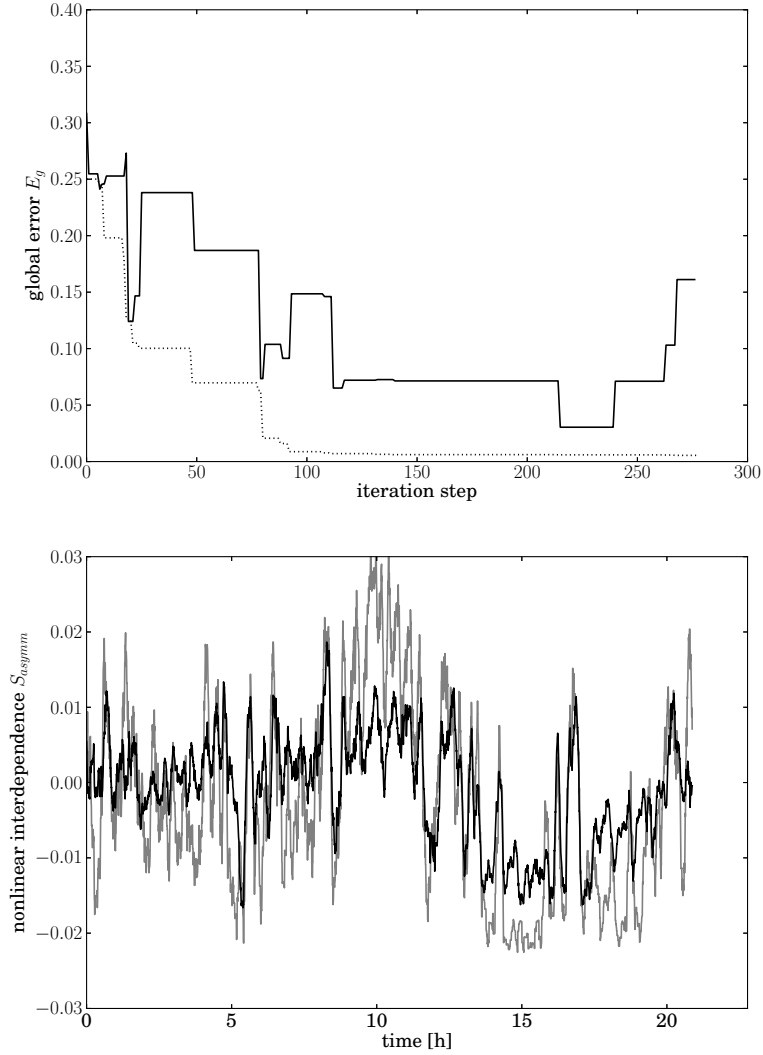 0.40
0.35
0.30
0.25
0.20
0.15
0.10
0.05
0.00
global error E_g
0 50 100 150 200 250 300
iteration step
0.03
0.02
0.01
0.00
−0.01
−0.02
−0.03
nonlinear interdependence S_asymm
0 5 10 15 20
time [h]